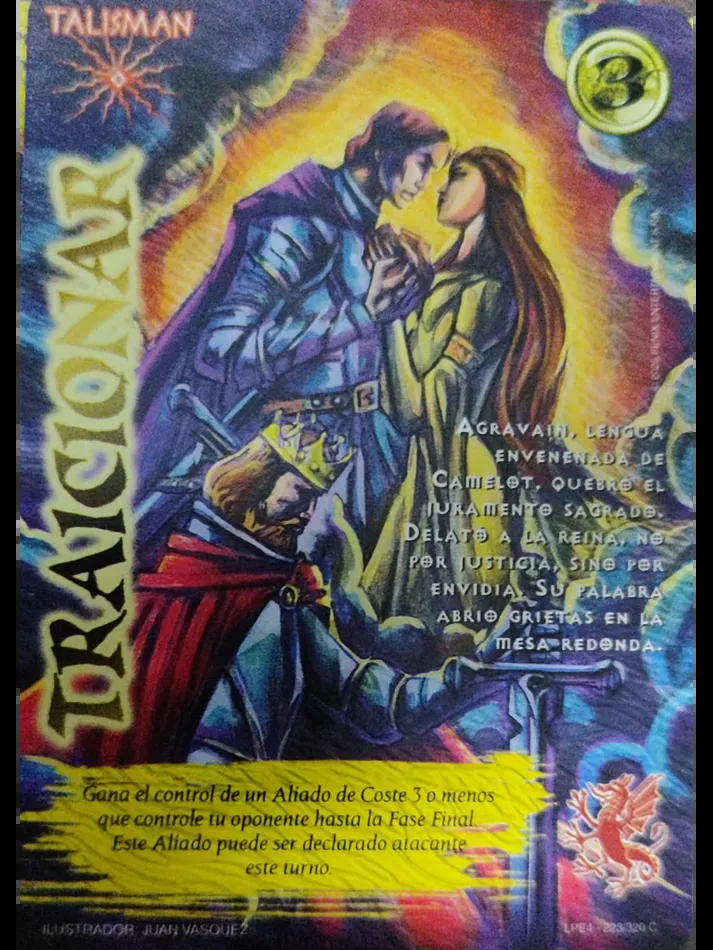 TALISMAN
3
TRAICIONAR
AGRAVAIN, LENGUA
ENVENENADA DE
CAMELOT, QUEBRÓ EL
JURAMENTO SAGRADO.
DELATÓ A LA REINA, NO
POR JUSTICIA, SINO POR
ENVIDIA. SU PALABRA
ABRIO GRIETAS EN LA
MESA REDONDA.
Gana el control de un Aliado de Coste 3 o menos
que controle tu oponente hasta la Fase Final.
Este Aliado puede ser declarado atacante
este turno.
ILUSTRADOR: JUAN VASQUEZ
LPE4 - 223/320 C